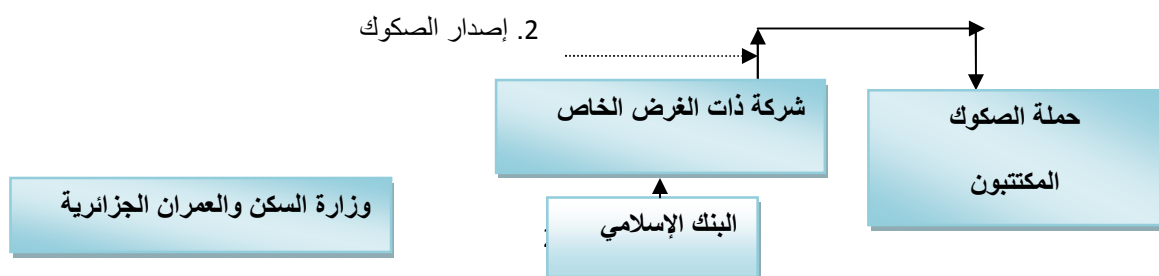 2. إصدار الصكوك
شركة ذات الغرض الخاص
حملة الصكوك
المكتتبون
وزارة السكن والعمران الجزائرية
البنك الإسلامي